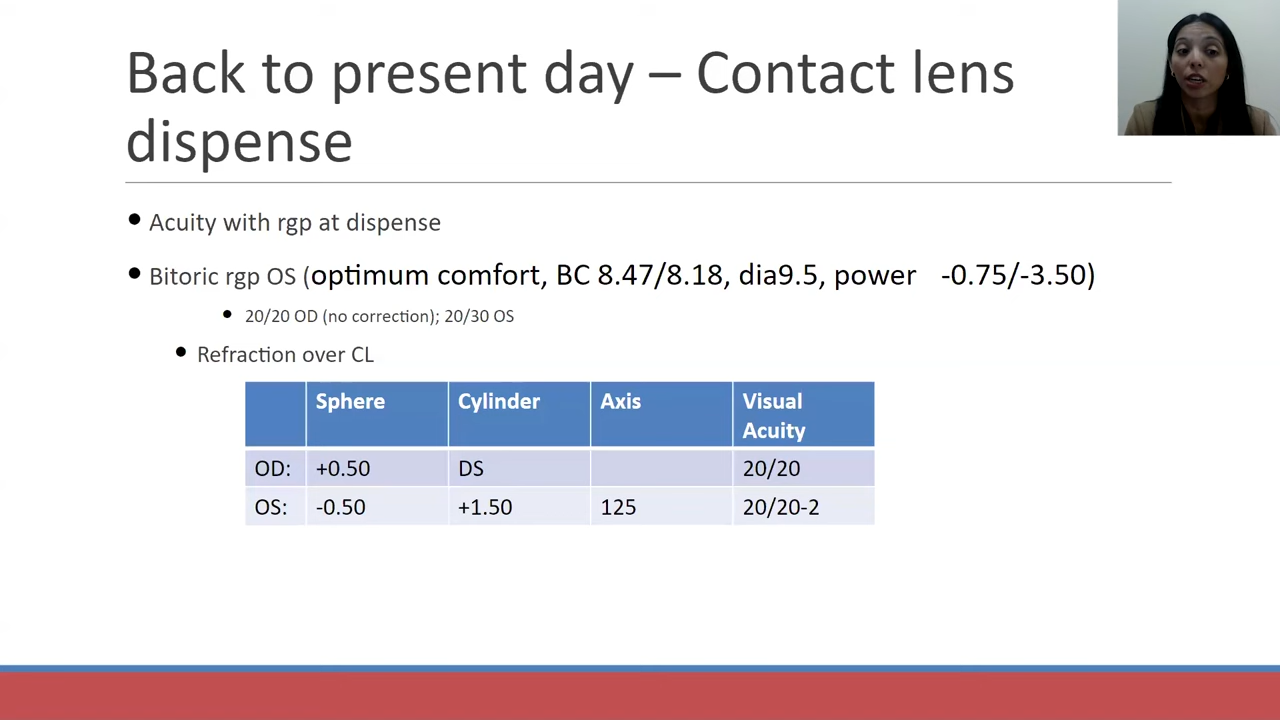 Back to present day – Contact lens
dispense
• Acuity with rgp at dispense
• Bitoric rgp OS (optimum comfort, BC 8.47/8.18, dia9.5, power -0.75/-3.50)
• 20/20 OD (no correction); 20/30 OS
• Refraction over CL
Sphere Cylinder Axis Visual
Acuity
OD: +0.50 DS 20/20
OS: -0.50 +1.50 125 20/20-2